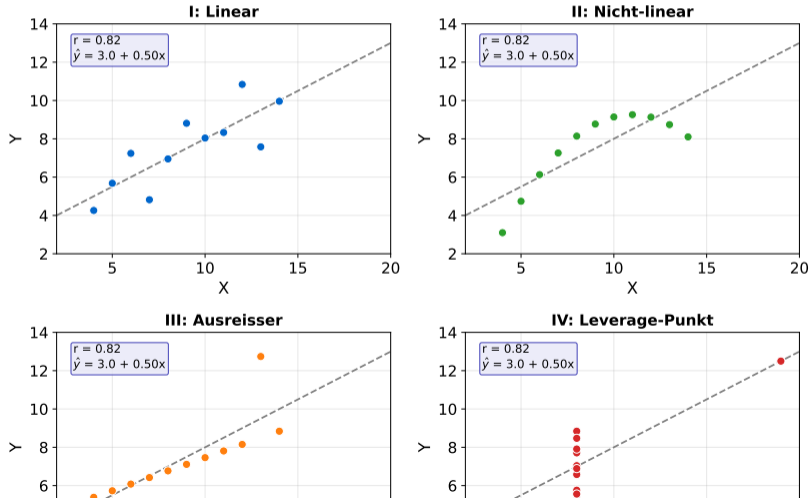 I: Linear
r = 0.82
ŷ = 3.0 + 0.50x
14
12
10
8
6
4
2
Y
5
10
15
20
X
II: Nicht-linear
r = 0.82
ŷ = 3.0 + 0.50x
14
12
10
8
6
4
2
Y
5
10
15
20
X
III: Ausreisser
r = 0.82
ŷ = 3.0 + 0.50x
14
12
10
8
6
Y
IV: Leverage-Punkt
r = 0.82
ŷ = 3.0 + 0.50x
14
12
10
8
6
Y